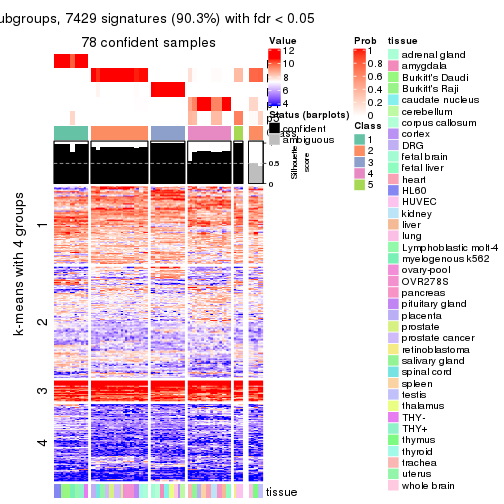 ubgroups, 7429 signatures (90.3%) with fdr < 0.05
78 confident samples
k-means with 4 groups
1
2
3
4
Value
12
10
8
6
4
Status (barplots)
confident
ambiguous
1
0.5
0
Silhouette
score
Prob
1
0.8
0.6
0.4
0.2
0
Class
1
2
3
4
5
tissue
adrenal gland
amygdala
Burkitt's Daudi
Burkitt's Raji
caudate nucleus
cerebellum
corpus callosum
cortex
DRG
fetal brain
fetal liver
heart
HL60
HUVEC
kidney
liver
lung
Lymphoblastic molt-4
myelogenous k562
ovary-pool
OVR278S
pancreas
pituitary gland
placenta
prostate
prostate cancer
retinoblastoma
salivary gland
spinal cord
spleen
testis
thalamus
THY-
THY+
thymus
thyroid
trachea
uterus
whole brain
tissue